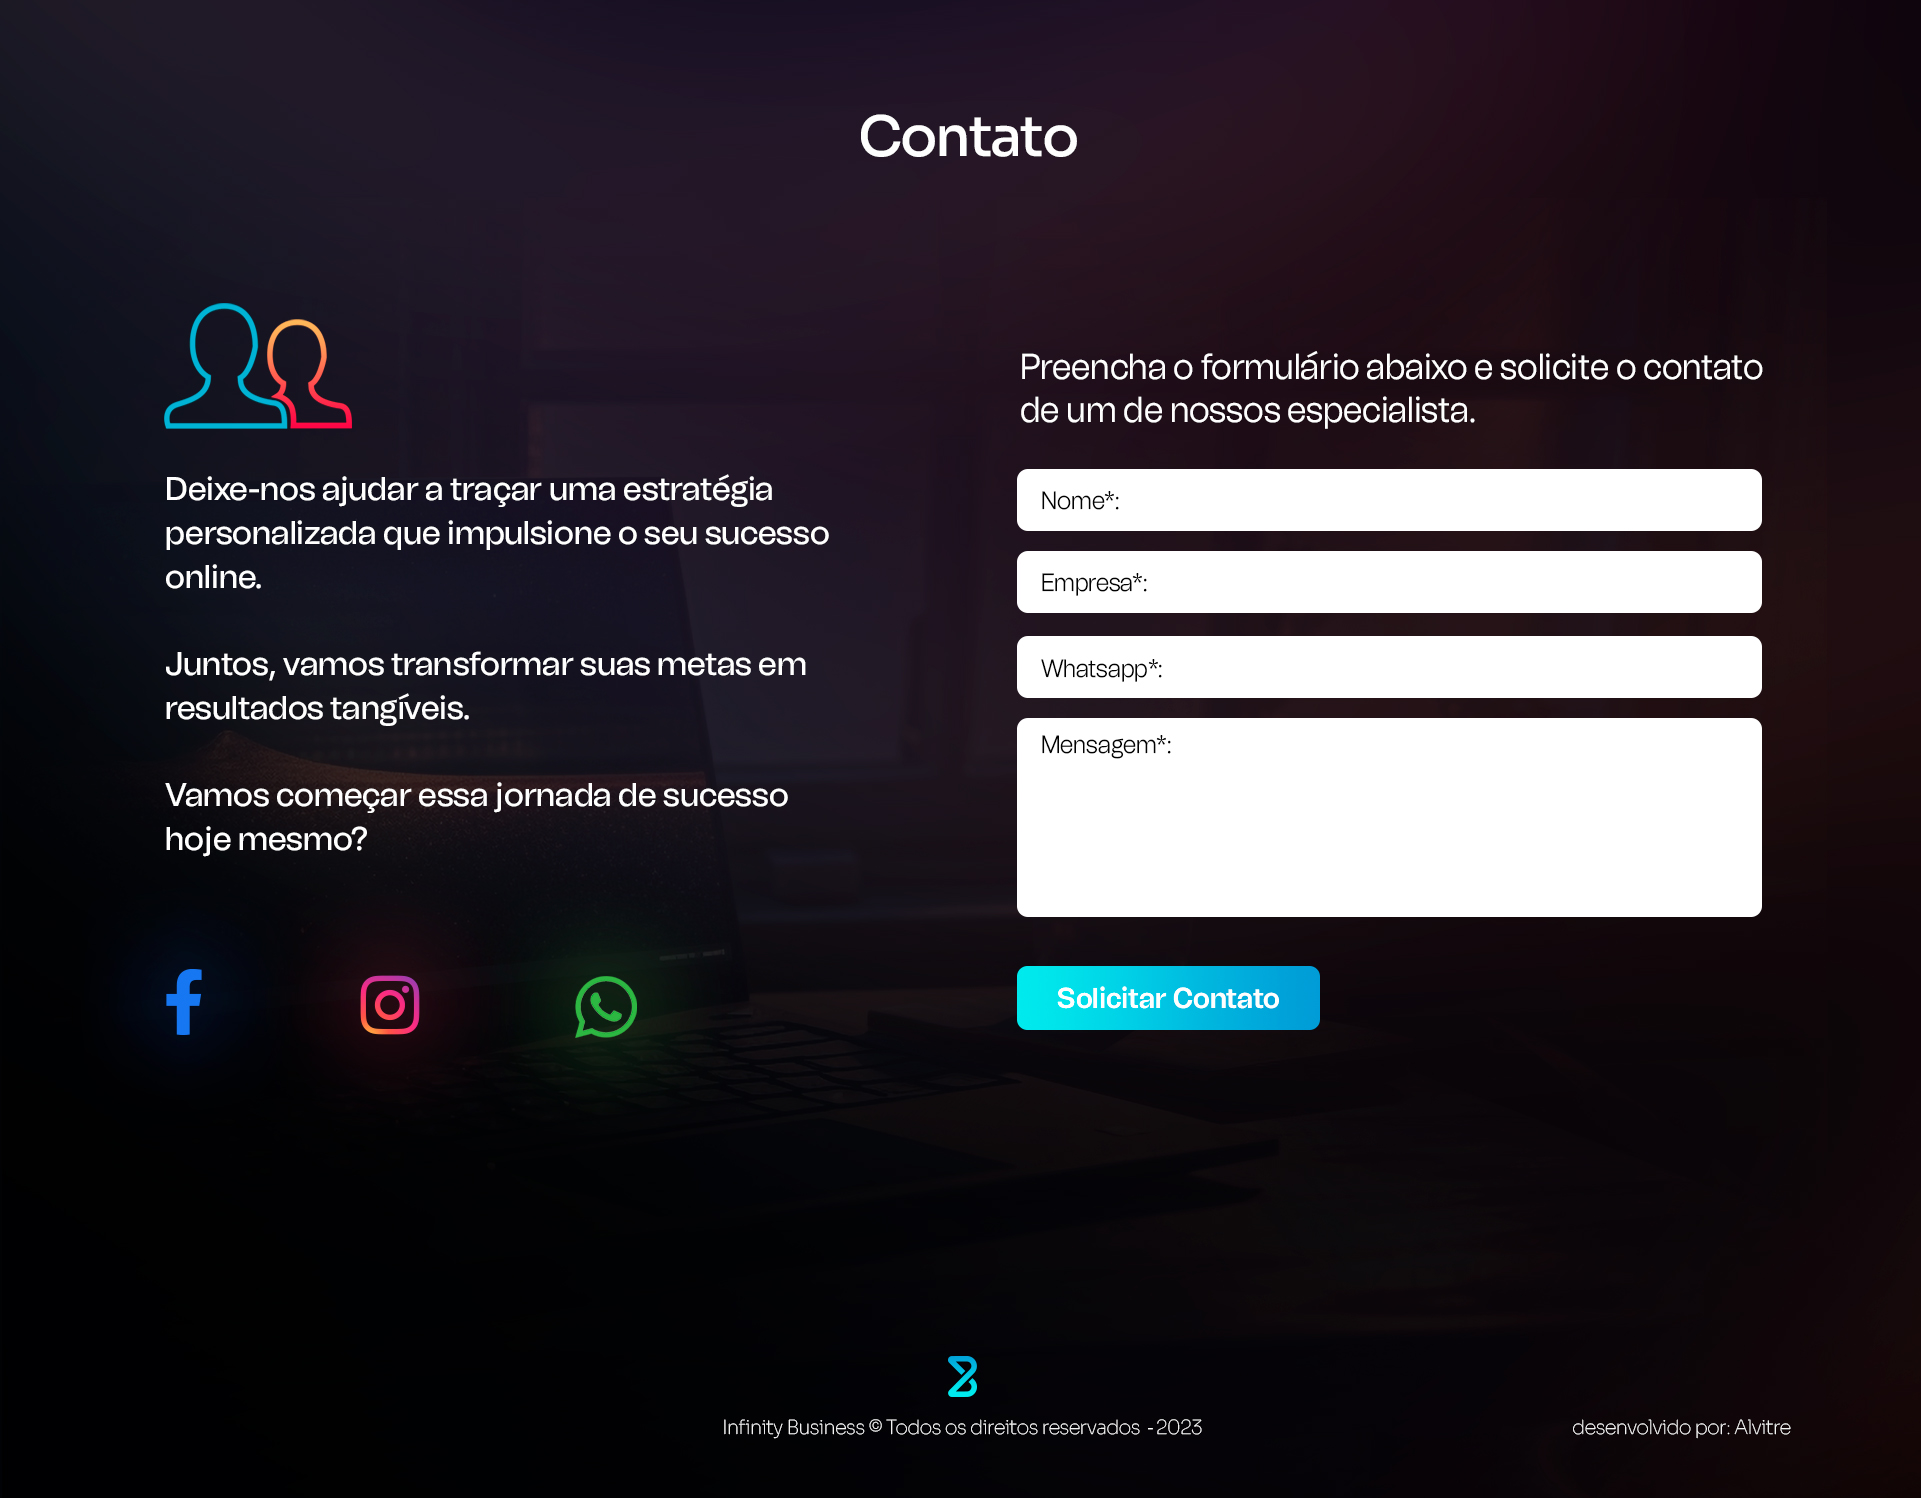 Contato
Deixe-nos ajudar a traçar uma estratégia
personalizada que impulsione o seu sucesso
online.
Juntos, vamos transformar suas metas em
resultados tangíveis.
Vamos começar essa jornada de sucesso
hoje mesmo?
Preencha o formulário abaixo e solicite o contato
de um de nossos especialista.
Nome*:
Empresa*:
Whatsapp*:
Mensagem*:
Solicitar Contato
Infinity Business © Todos os direitos reservados - 2023
desenvolvido por: Alvitre